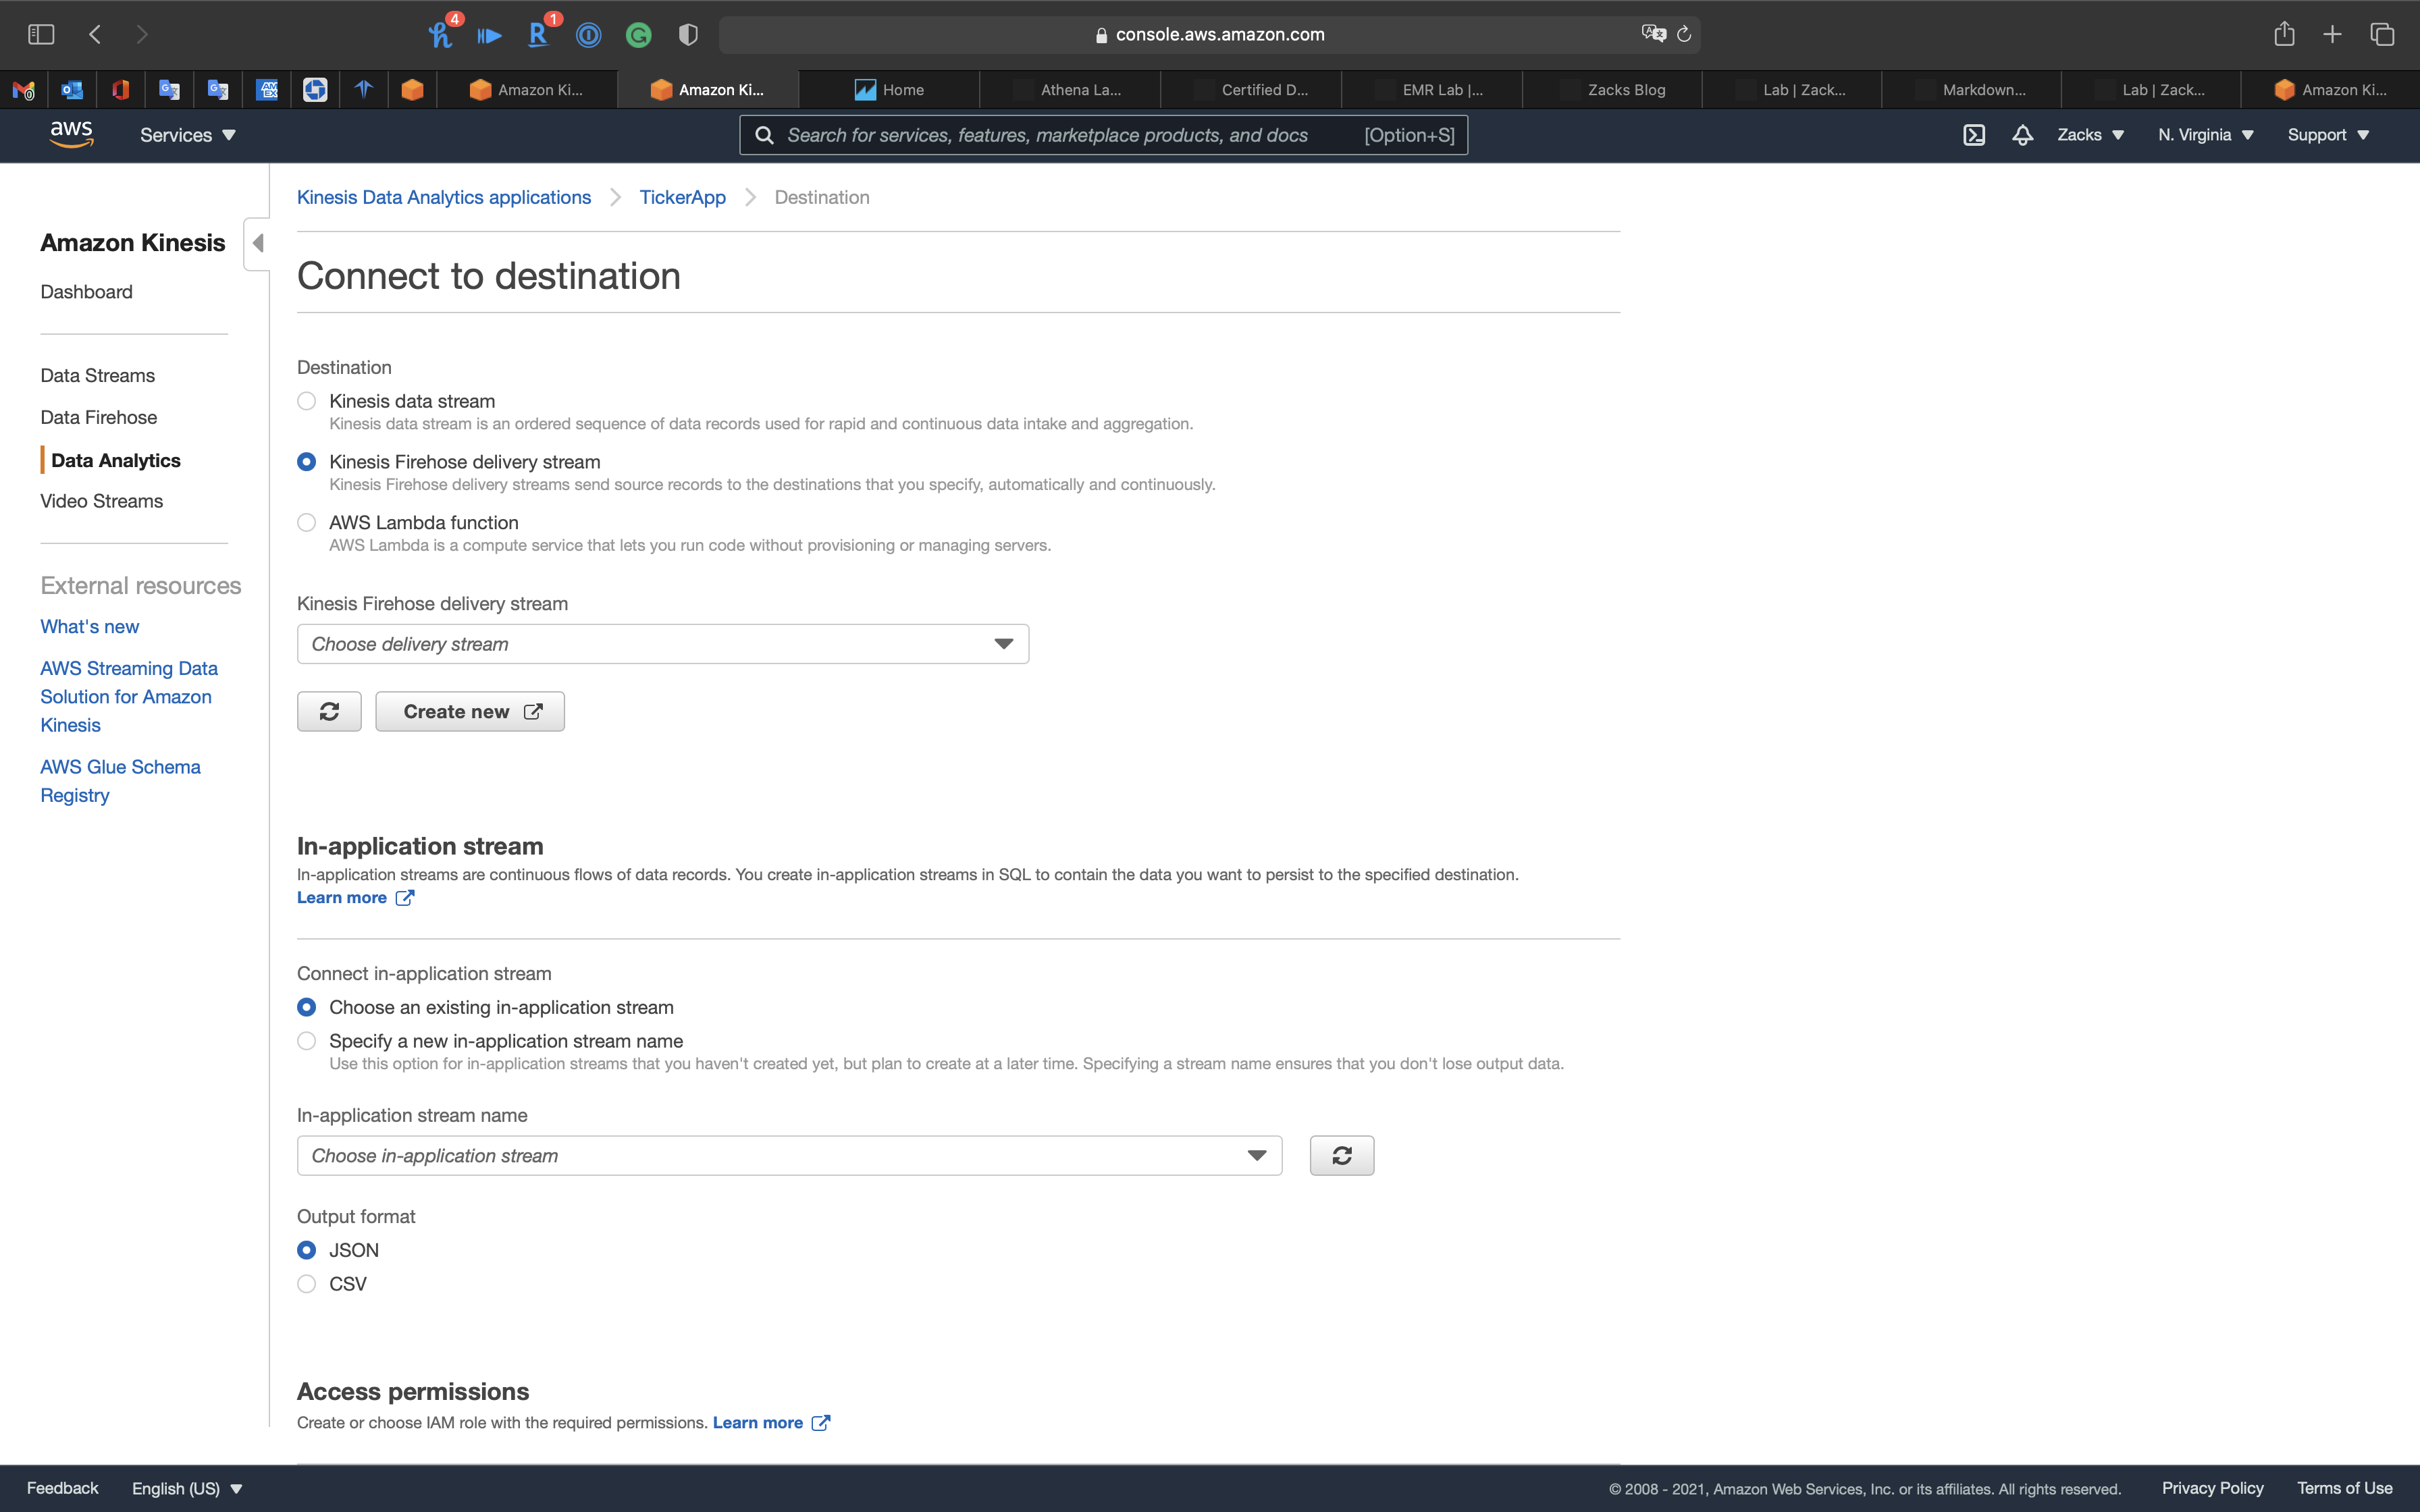 4
1
R
console.aws.amazon.com
Amazon Ki...
Amazon Ki...
Home
Athena La...
Certified D...
EMR Lab |...
Zacks Blog
Lab | Zack...
Markdown...
Lab | Zack...
Amazon Ki...
aws
Services
Search for services, features, marketplace products, and docs
[Option+S]
Zacks
N. Virginia
Support
Kinesis Data Analytics applications
TickerApp
Destination
Amazon Kinesis
Dashboard
Data Streams
Data Firehose
Data Analytics
Video Streams
External resources
What's new
AWS Streaming Data
Solution for Amazon
Kinesis
AWS Glue Schema
Registry
Connect to destination
Destination
Kinesis data stream
Kinesis data stream is an ordered sequence of data records used for rapid and continuous data intake and aggregation.
Kinesis Firehose delivery stream
Kinesis Firehose delivery streams send source records to the destinations that you specify, automatically and continuously.
AWS Lambda function
AWS Lambda is a compute service that lets you run code without provisioning or managing servers.
Kinesis Firehose delivery stream
Choose delivery stream
Create new
In-application stream
In-application streams are continuous flows of data records. You create in-application streams in SQL to contain the data you want to persist to the specified destination.
Learn more
Connect in-application stream
Choose an existing in-application stream
Specify a new in-application stream name
Use this option for in-application streams that you haven't created yet, but plan to create at a later time. Specifying a stream name ensures that you don't lose output data.
In-application stream name
Choose in-application stream
Output format
JSON
CSV
Access permissions
Create or choose IAM role with the required permissions. Learn more
Feedback
English (US)
© 2008 - 2021, Amazon Web Services, Inc. or its affiliates. All rights reserved.
Privacy Policy
Terms of Use